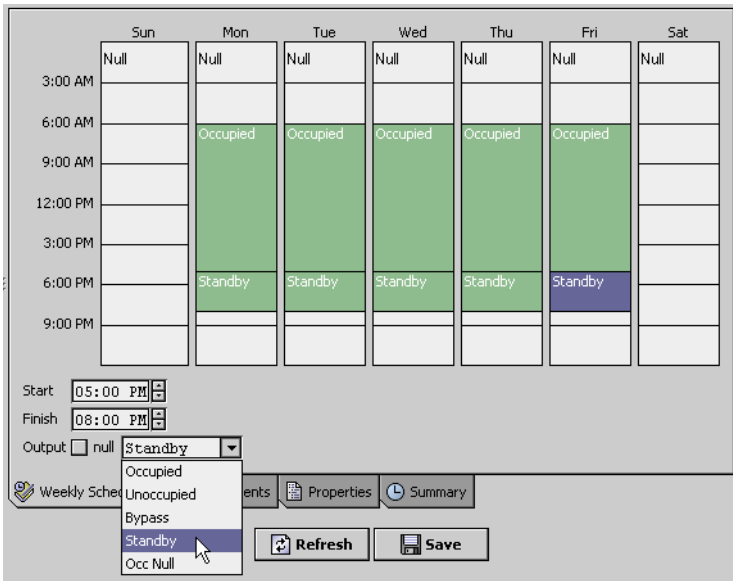 Sun Mon Tue Wed Thu Fri Sat
Null Null Null Null Null Null Null
3:00 AM
6:00 AM
Occupied Occupied Occupied Occupied Occupied
9:00 AM
12:00 PM
3:00 PM
6:00 PM Standby Standby Standby Standby Standby
9:00 PM
Start 05:00 PM
Finish 08:00 PM
Output null Standby
Occupied
Unoccupied
Bypass
Standby
Occ Null
Weekly Sched ents Properties Summary
Refresh Save